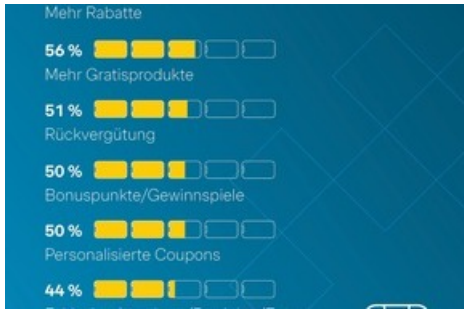 Mehr Rabatte
56 %
Mehr Gratisprodukte
51 %
Rückvergütung
50 %
Bonuspunkte/Gewinnspiele
50 %
Personalisierte Coupons
44 %